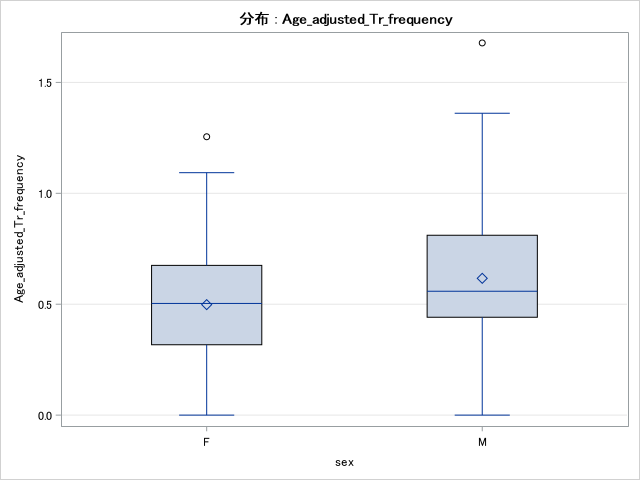 分布 : Age_adjusted_Tr_frequency
1.5
1.0
0.5
0.0
Age_adjusted_Tr_frequency
F
M
sex